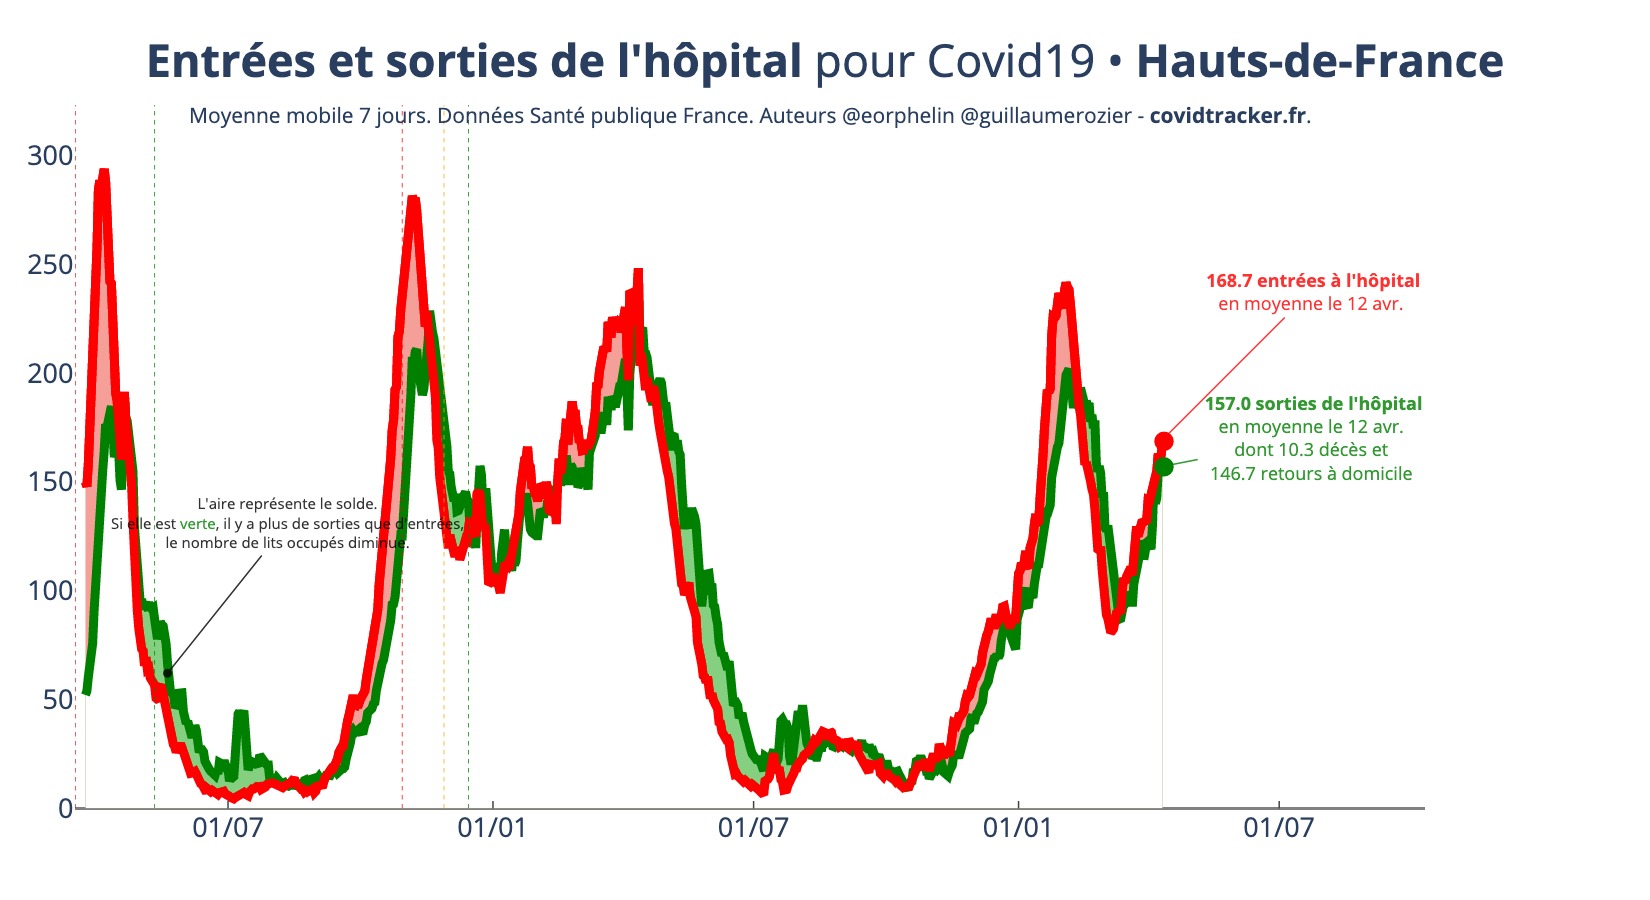 Entrées et sorties de l'hôpital pour Covid19 • Hauts-de-France
Moyenne mobile 7 jours. Données Santé publique France. Auteurs @eorphelin @guillaumerozier - covidtracker.fr.
300
250
200
150
100
50
0
168.7 entrées à l'hôpital
en moyenne le 12 avr.
157.0 sorties de l'hôpital
en moyenne le 12 avr.
dont 10.3 décès et
146.7 retours à domicile
L'aire représente le solde.
Si elle est verte, il y a plus de sorties que d'entrées,
le nombre de lits occupés diminue.
01/07
01/01
01/07
01/01
01/07